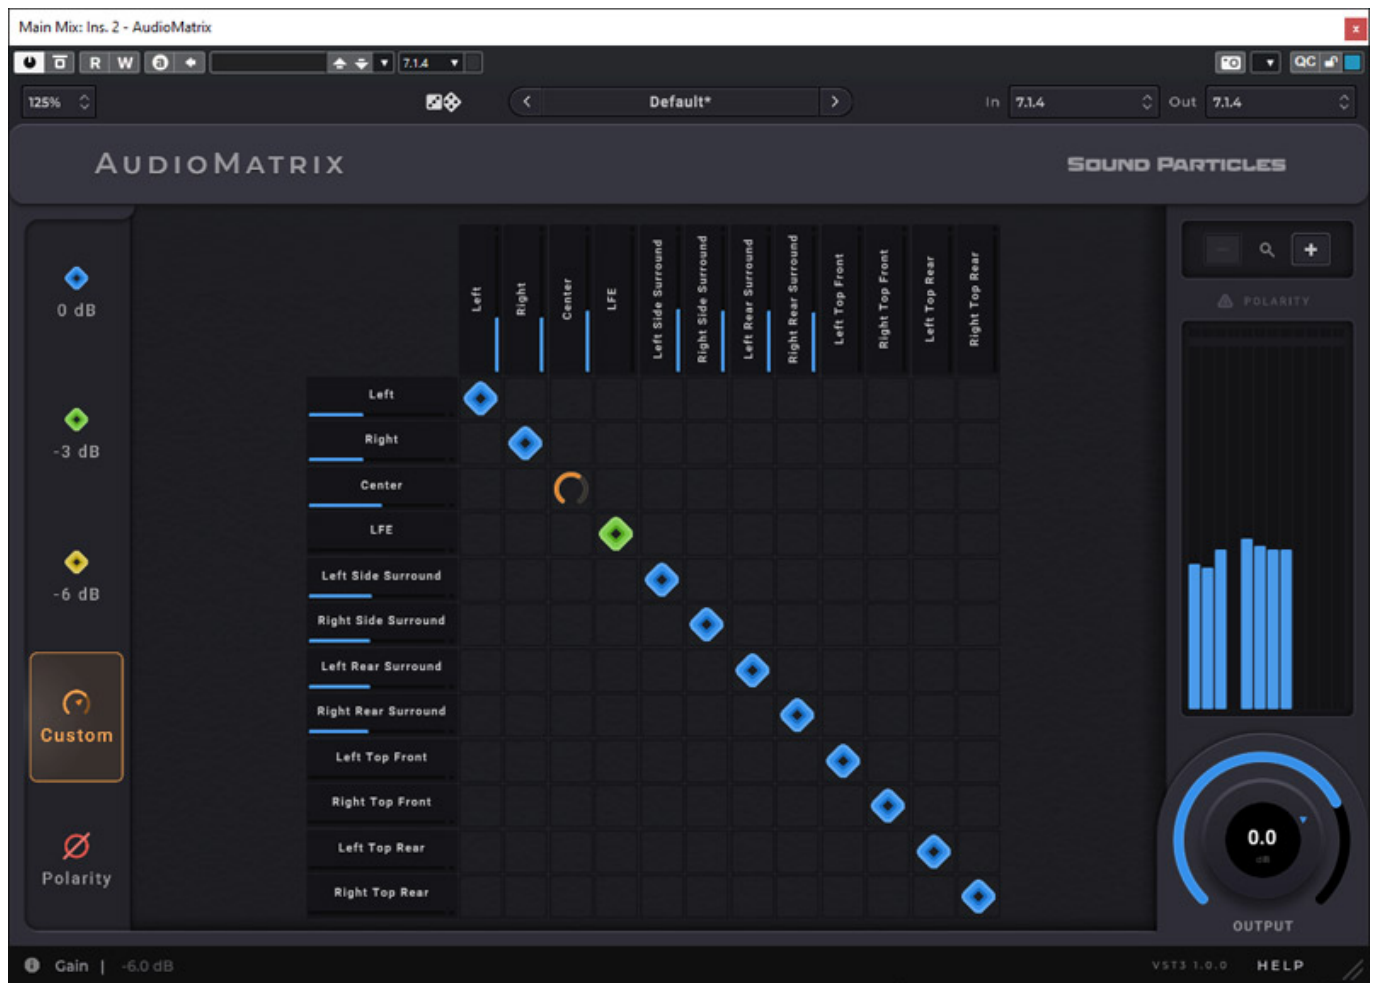 Main Mix: Ins. 2 - AudioMatrix
x
R W a 7.1.4 QC
125% Default* In 7.1.4 Out 7.1.4
AUDIOMATRIX SOUND PARTICLES
0 dB
-3 dB
-6 dB
Custom
Polarity
Left
Right
Center
LFE
Left Side Surround
Right Side Surround
Left Rear Surround
Right Rear Surround
Left Top Front
Right Top Front
Left Top Rear
Right Top Rear
Left
Right
Center
LFE
Left Side Surround
Right Side Surround
Left Rear Surround
Right Rear Surround
Left Top Front
Right Top Front
Left Top Rear
Right Top Rear
POLARITY
0.0
dB
OUTPUT
Gain | -6.0 dB
VST3 1.0.0 HELP